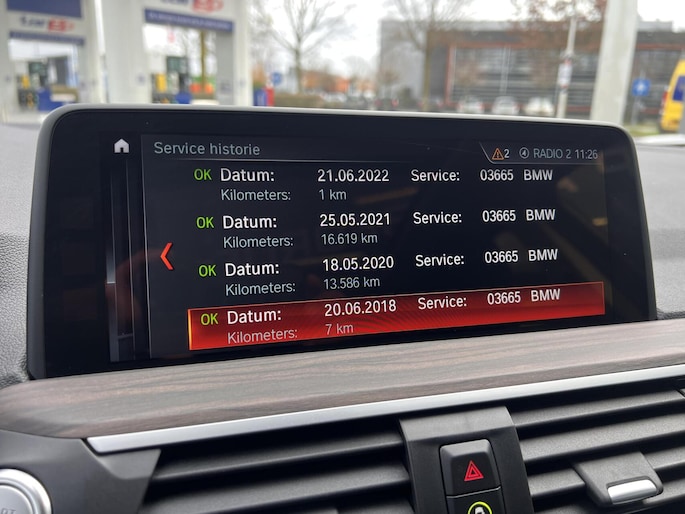 Service historie
2 RADIO 2 11:26
OK Datum: 21.06.2022 Service: 03665 BMW
Kilometers: 1 km
OK Datum: 25.05.2021 Service: 03665 BMW
Kilometers: 16.619 km
OK Datum: 18.05.2020 Service: 03665 BMW
Kilometers: 13.586 km
OK Datum: 20.06.2018 Service: 03665 BMW
Kilometers: 7 km